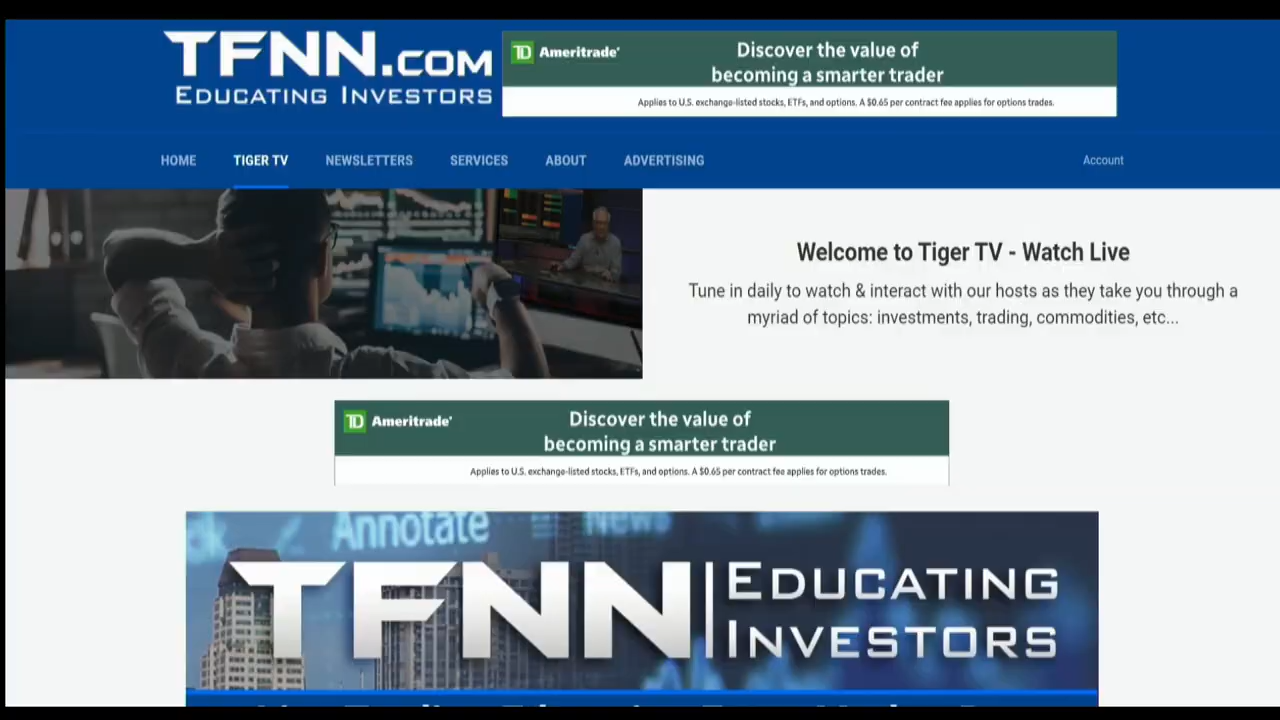 TFNN.COM
EDUCATING INVESTORS
TD Ameritrade
Discover the value of
becoming a smarter trader
Applies to U.S. exchange-listed stocks, ETFs, and options. A $0.65 per contract fee applies for options trades.
HOME TIGER TV NEWSLETTERS SERVICES ABOUT ADVERTISING Account
Welcome to Tiger TV - Watch Live
Tune in daily to watch & interact with our hosts as they take you through a
myriad of topics: investments, trading, commodities, etc...
TD Ameritrade
Discover the value of
becoming a smarter trader
Applies to U.S. exchange-listed stocks, ETFs, and options. A $0.65 per contract fee applies for options trades.
Annotate News
TFNN EDUCATING
INVESTORS